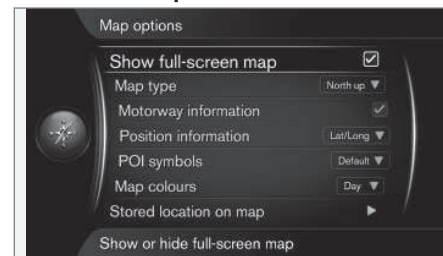 Map options
Show full-screen map
Map type North up
Motorway information
Position information Lat/Long
POI symbols Default
Map colours Day
Stored location on map
Show or hide full-screen map